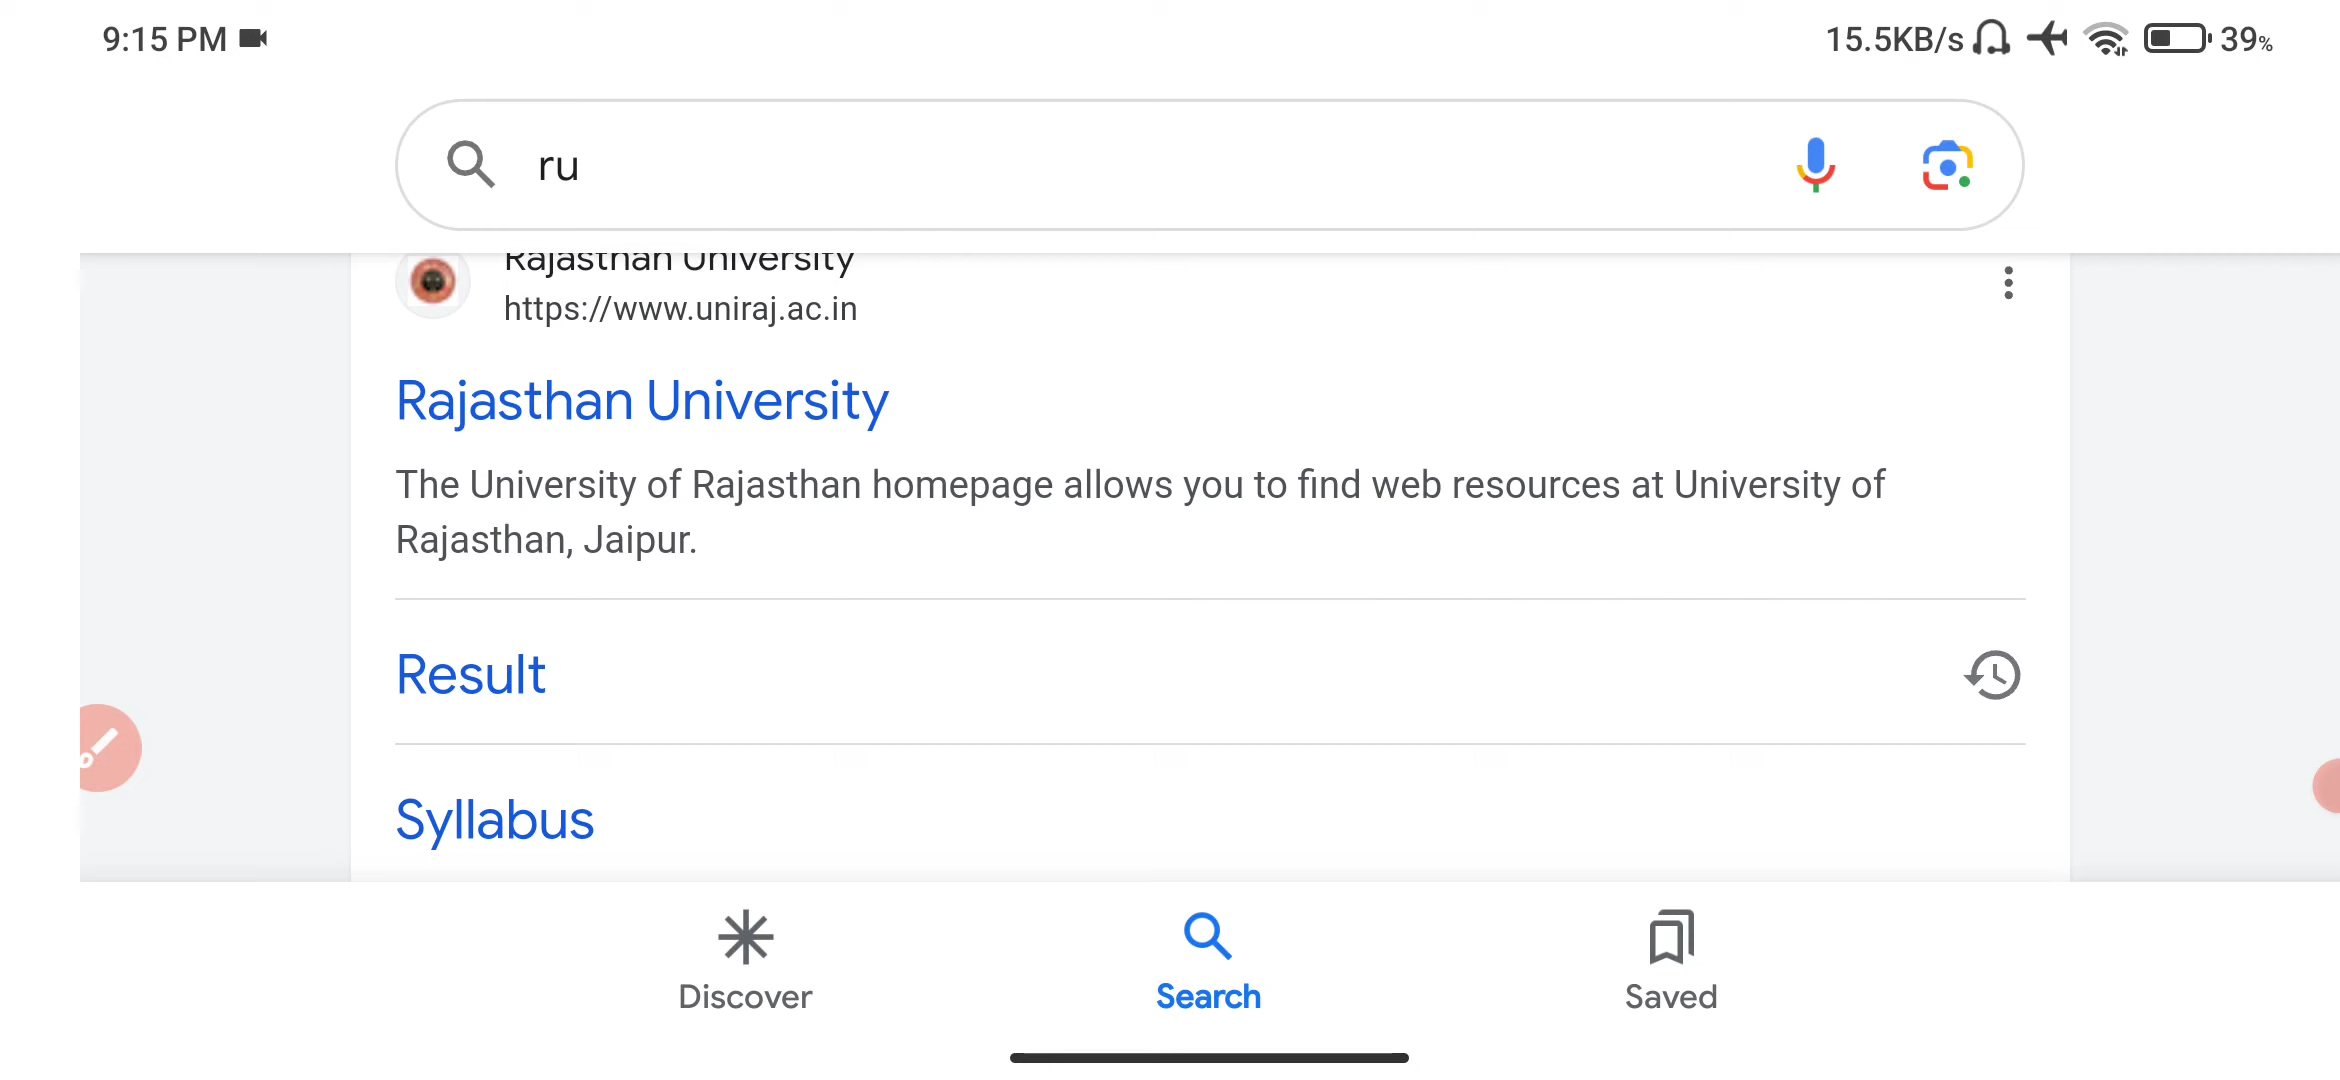 9:15 PM
15.5KB/s
39%
ru
Rajasthan University
https://www.uniraj.ac.in
Rajasthan University
The University of Rajasthan homepage allows you to find web resources at University of
Rajasthan, Jaipur.
Result
Syllabus
Discover
Search
Saved